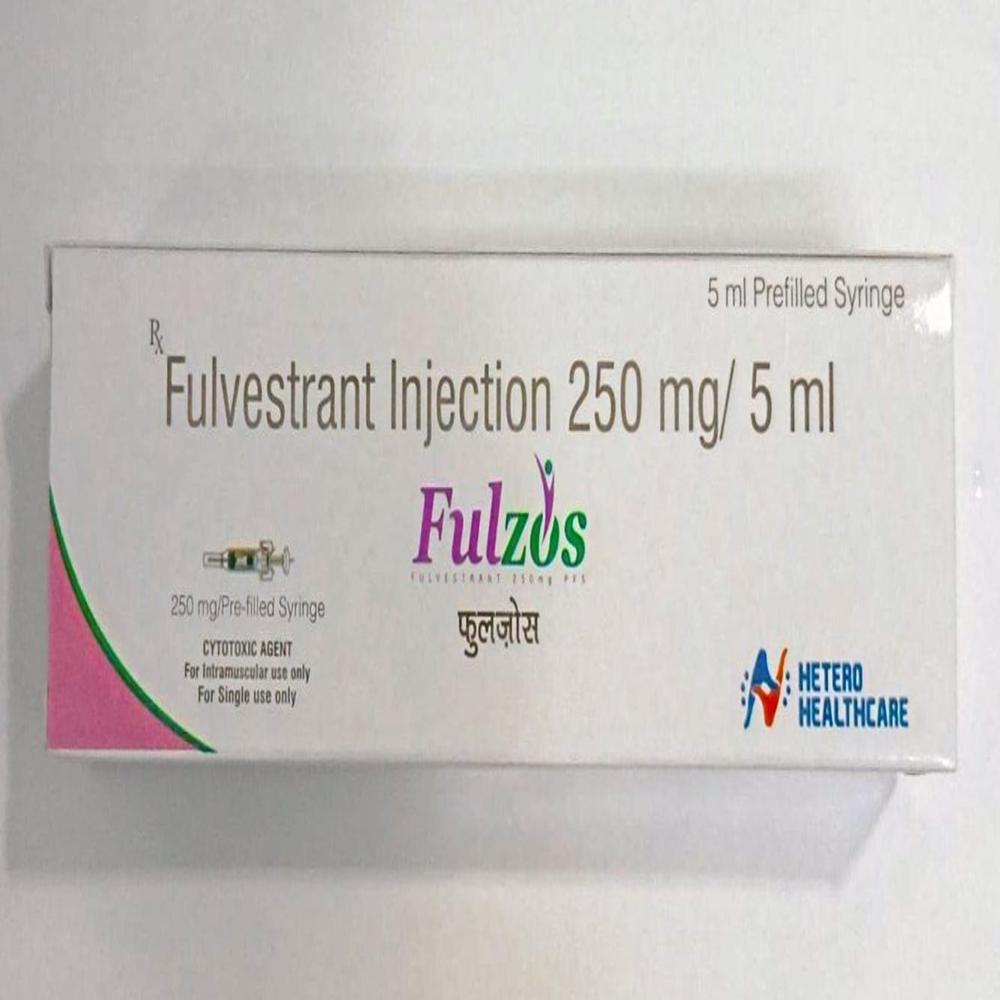 5 ml Prefilled Syringe
Rx
Fulvestrant Injection 250 mg/ 5 ml
Fulzos
FULVESTRANT 250mg PFS
फुलज़ोस
250 mg/Pre-filled Syringe
CYTOTOXIC AGENT
For Intramuscular use only
For Single use only
HETERO
HEALTHCARE